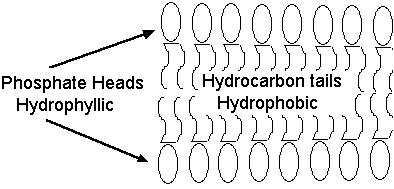 Phosphate Heads
Hydrophyllic
Hydrocarbon tails
Hydrophobic